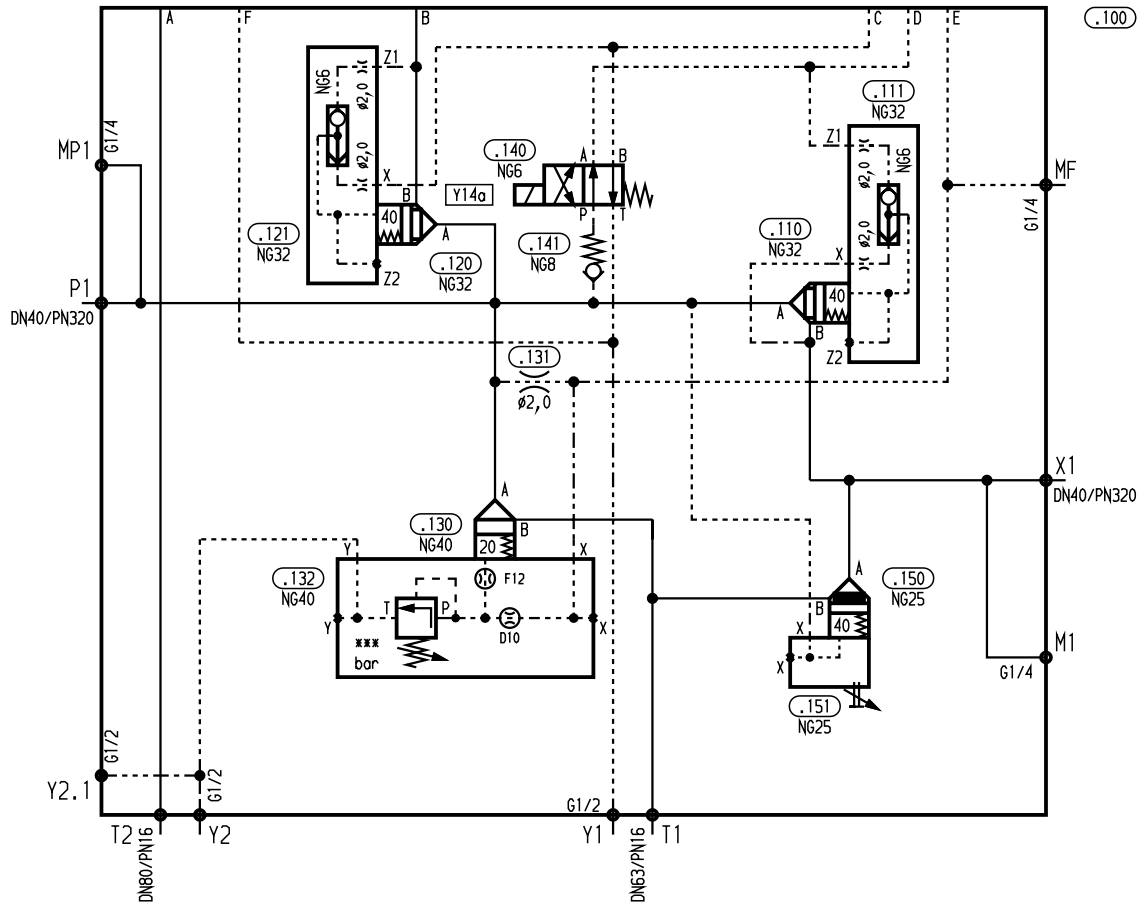 A
F
B
C
D
E
.100
Z1
NG6
ø2,0
.111
NG32
G1/4
MP1
ø2,0
.140
NG6
A
B
Z1
ø2,0
NG6
X
B
Y14a
P
T
MF
G1/4
40
.121
NG32
A
.141
NG8
.110
NG32
ø2,0
X
.120
NG32
Z2
P1
DN40/PN320
40
A
B
Z2
.131
ø2,0
X1
DN40/PN320
A
.130
NG40
B
20
Y
X
.132
NG40
F12
A
.150
NG25
T
P
B
Y
D10
X
40
X
***
bar
M1
X
G1/4
.151
NG25
G1/2
Y2.1
G1/2
G1/2
T2
Y2
Y1
T1
DN80/PN16
DN63/PN16